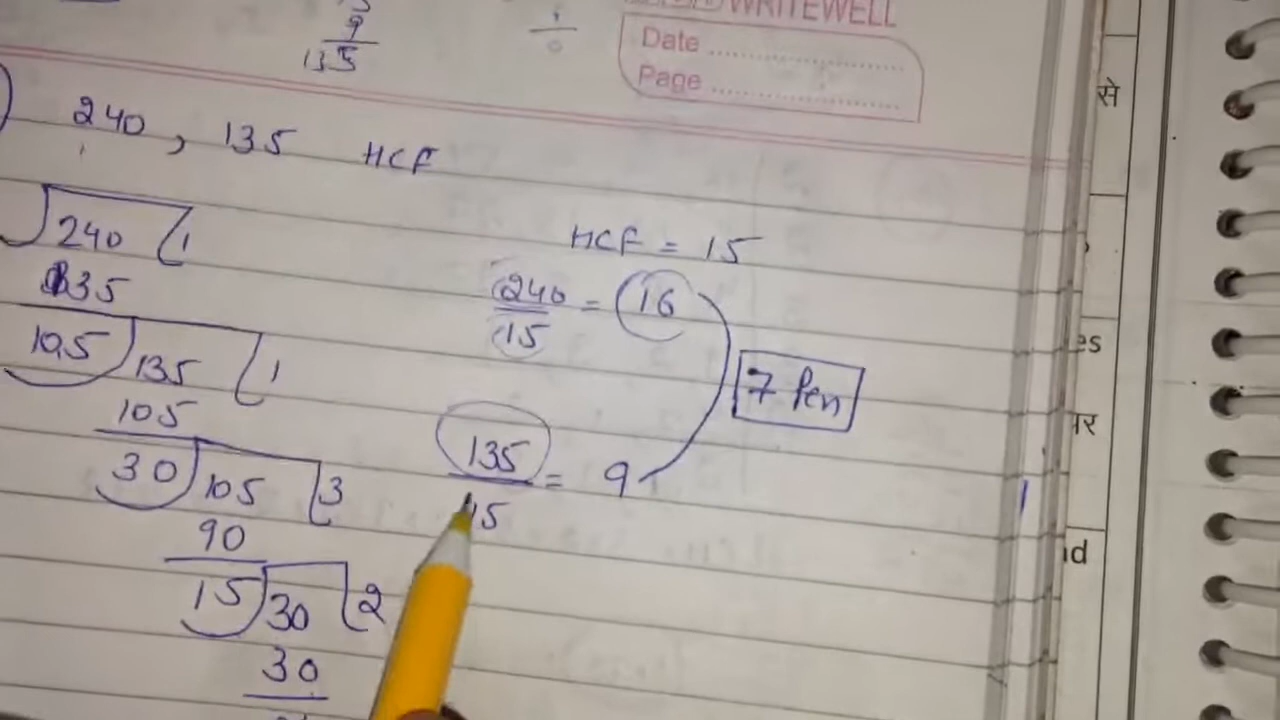 WRITEWELL
9
135
Date
Page
240, 135 HCF
240 1
135
105 135 1
105
30 105 3
90
15 30 2
30
HCF = 15
240 = 16
15
7 Pen
135 = 9
15
से
es
nd